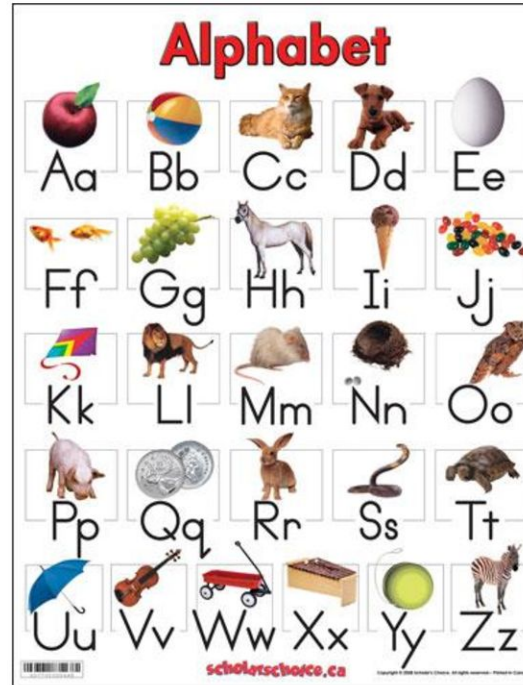 Alphabet
Aa Bb Cc Dd Ee
Ff Gg Hh Ii Jj
Kk Ll Mm Nn Oo
Pp Qq Rr Ss Tt
Uu Vv Ww Xx Yy Zz
scholarschoice.ca